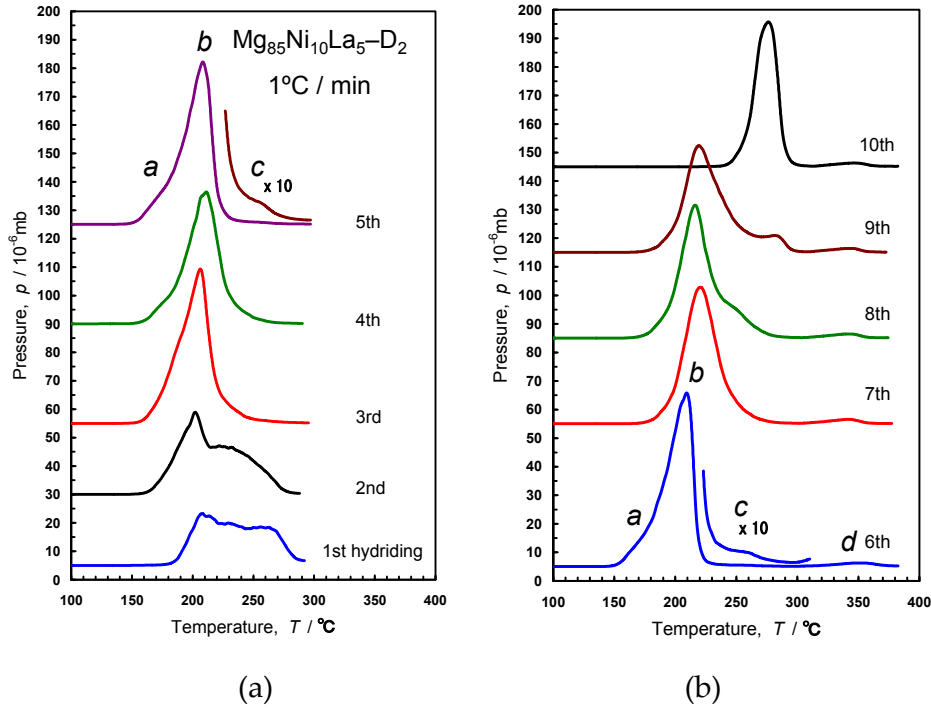 Mg₈₅Ni₁₀La₅–D₂
1ºC / min
a
b
c
x 10
5th
4th
3rd
2nd
1st hydriding
200
190
180
170
160
150
140
130
120
110
100
90
80
70
60
50
40
30
20
10
0
Pressure, p / 10⁻⁶mb
100 150 200 250 300 350 400
Temperature, T / ℃
(a)
10th
9th
8th
7th
b
a
c
x 10
d 6th
200
190
180
170
160
150
140
130
120
110
100
90
80
70
60
50
40
30
20
10
0
Pressure, p / 10⁻⁶mb
100 150 200 250 300 350 400
Temperature, T / ℃
(b)